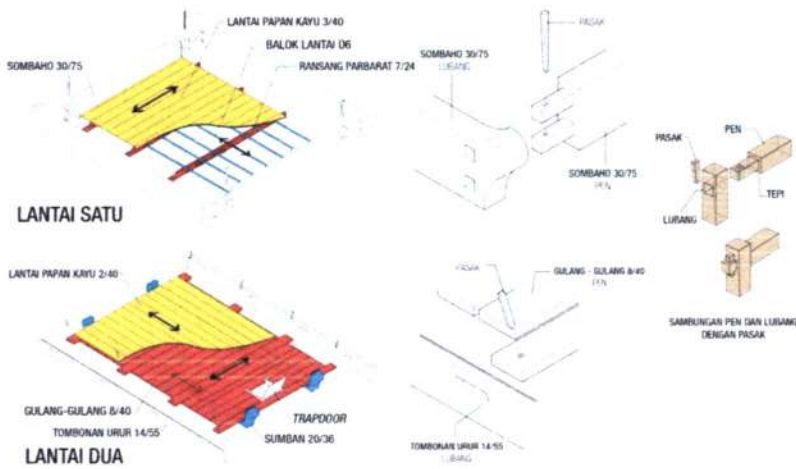 LANTAI PAPAN KAYU 3/40
BALOK LANTAI D6
SOMBAHO 30/75
RANSANG PARBARAT 7/24
LANTAI SATU
PASAK
SOMBAHO 30/75
LUBANG
SOMBAHO 30/75
PEN
PEN
PASAK
TEPI
LUBANG
SAMBUNGAN PEN DAN LUBANG
DENGAN PASAK
LANTAI PAPAN KAYU 2/40
GULANG-GULANG 8/40
TOMBONAN URUR 14/55
TRAPDOOR
SUMBAN 20/36
LANTAI DUA
PASAK
GULANG - GULANG 8/40
PEN
TOMBONAN URUR 14/55
LUBANG